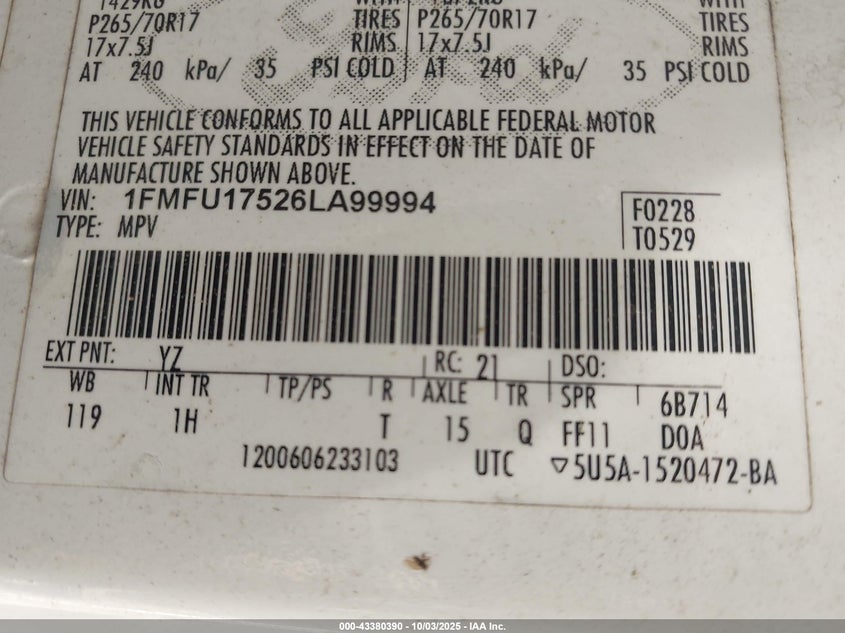 1429KG WITH 1872KG WITH
P265/70R17 TIRES P265/70R17 TIRES
17x7.5J RIMS 17x7.5J RIMS
AT 240 kPa/ 35 PSI COLD AT 240 kPa/ 35 PSI COLD
THIS VEHICLE CONFORMS TO ALL APPLICABLE FEDERAL MOTOR
VEHICLE SAFETY STANDARDS IN EFFECT ON THE DATE OF
MANUFACTURE SHOWN ABOVE.
VIN: 1FMFU17526LA99994 F0228
TYPE: MPV T0529
EXT PNT: YZ RC: 21 DSO:
WB INT TR TP/PS R AXLE TR SPR 6B714
119 1H T 15 Q FF11 D0A
1200606233103 UTC ▽5U5A-1520472-BA
000-43380390 - 10/03/2025 - IAA Inc.